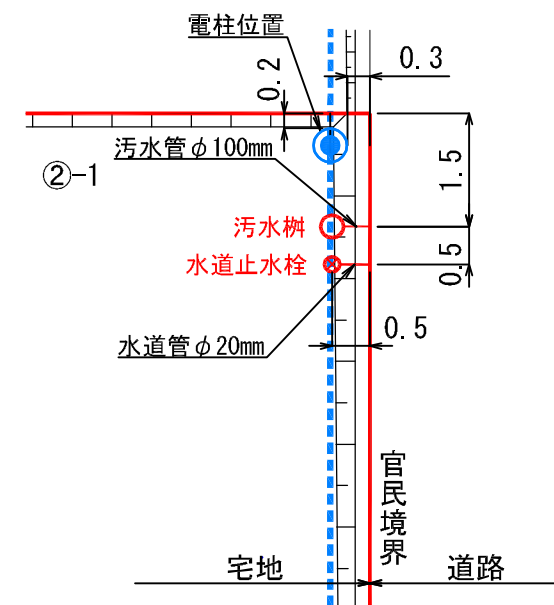 電柱位置
0.3
0.2
汚水管φ100mm
②-1
1.5
汚水桝
水道止水栓
0.5
0.5
水道管φ20mm
官民境界
宅地
道路